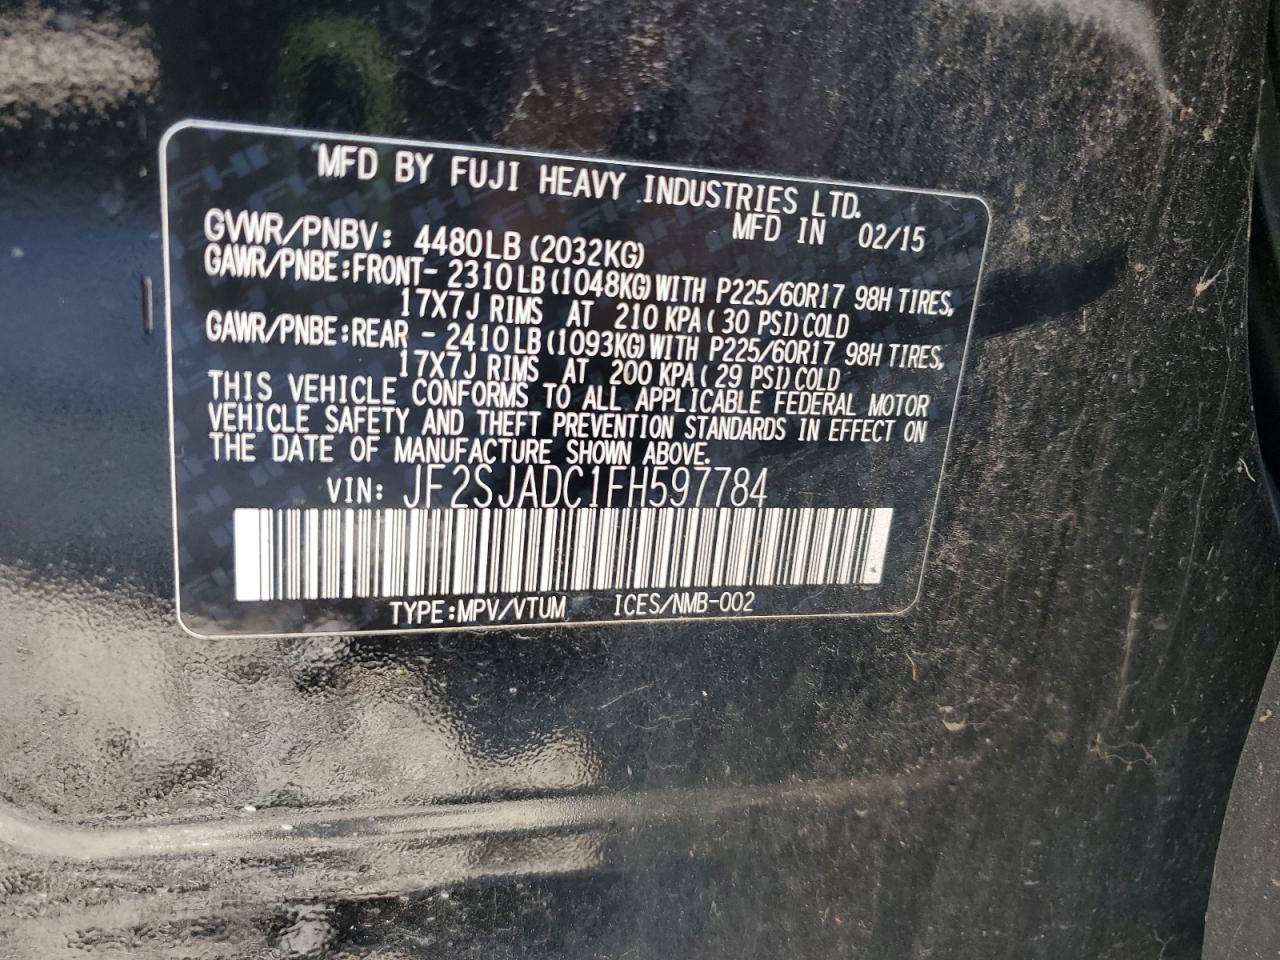 MFD BY FUJI HEAVY INDUSTRIES LTD.
MFD IN 02/15
GVWR/PNBV: 4480LB (2032KG)
GAWR/PNBE:FRONT- 2310LB (1048KG) WITH P225/60R17 98H TIRES,
17X7J RIMS AT 210 KPA (30 PSI) COLD
GAWR/PNBE:REAR - 2410LB (1093KG) WITH P225/60R17 98H TIRES,
17X7J RIMS AT 200 KPA (29 PSI) COLD
THIS VEHICLE CONFORMS TO ALL APPLICABLE FEDERAL MOTOR
VEHICLE SAFETY AND THEFT PREVENTION STANDARDS IN EFFECT ON
THE DATE OF MANUFACTURE SHOWN ABOVE.
VIN: JF2SJADC1FH597784
TYPE:MPV/VTUM ICES/NMB-002